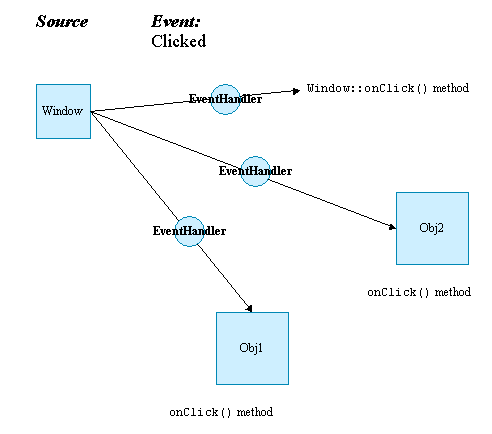 Source
Event:
Clicked
EventHandler
Window::onClick() method
Window
EventHandler
EventHandler
Obj2
onClick() method
Obj1
onClick() method